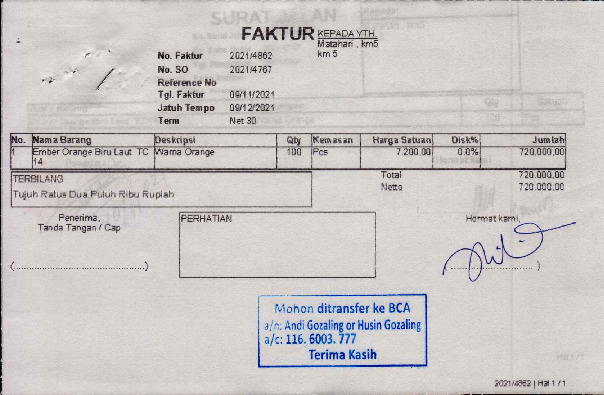 SURAT JALAN
FAKTUR
KEPADA YTH.
Matahari , km5
km 5
No. Faktur 2021/4862
No. SO 2021/4767
Reference No
Tgl. Faktur 09/11/2021
Jatuh Tempo 09/12/2021
Term Net 30
No. Nama Barang Deskripsi Qty Kemasan Harga Satuan Disk% Jumlah
1 Ember Orange Biru Laut TC Warna Orange 100 Pcs 7.200,00 0.0% 720.000,00
14
Total 720.000,00
Netto 720.000,00
TERBILANG
Tujuh Ratus Dua Puluh Ribu Rupiah
Penerima,
Tanda Tangan / Cap
(..............................)
PERHATIAN
Hormat kami,
(..............................)
Mohon ditransfer ke BCA
a/n: Andi Gozaling or Husin Gozaling
a/c: 116. 6003. 777
Terima Kasih
2021/4862 | Hal 1 / 1